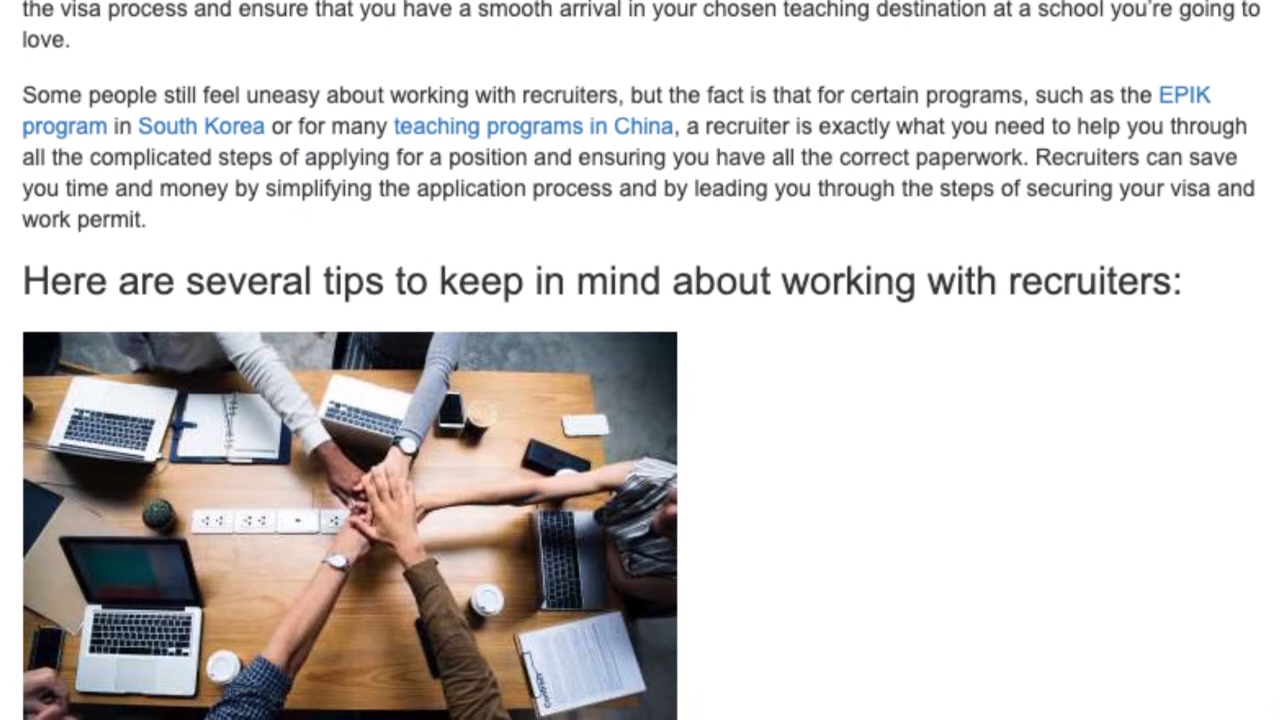 the visa process and ensure that you have a smooth arrival in your chosen teaching destination at a school you're going to
love.
Some people still feel uneasy about working with recruiters, but the fact is that for certain programs, such as the EPIK
program in South Korea or for many teaching programs in China, a recruiter is exactly what you need to help you through
all the complicated steps of applying for a position and ensuring you have all the correct paperwork. Recruiters can save
you time and money by simplifying the application process and by leading you through the steps of securing your visa and
work permit.
Here are several tips to keep in mind about working with recruiters: